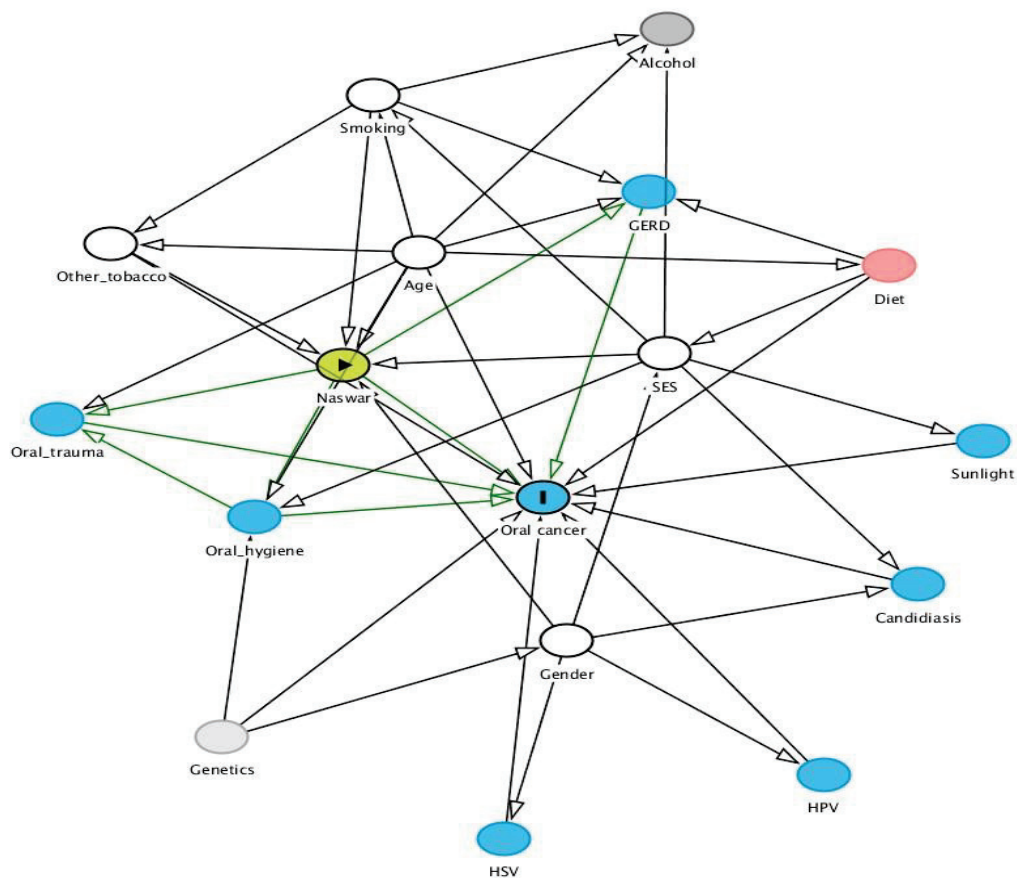 Alcohol
Smoking
GERD
Other_tobacco
Age
Diet
SES
Naswar
Oral_trauma
Sunlight
Oral cancer
Oral_hygiene
Candidiasis
Gender
Genetics
HPV
HSV